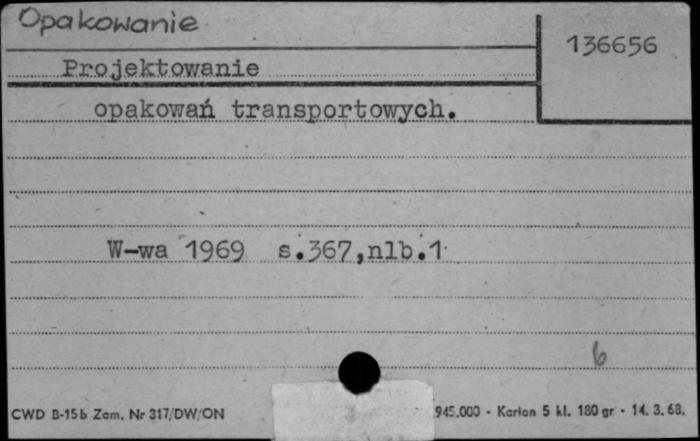 Opakowanie
136656
Projektowanie
opakowań transportowych.
W-wa 1969 s.367,nlb.1
6
CWD B-15b Zam. Nr 317/DW/ON 945.000 - Karton 5 kl. 180 gr - 14. 3. 68.